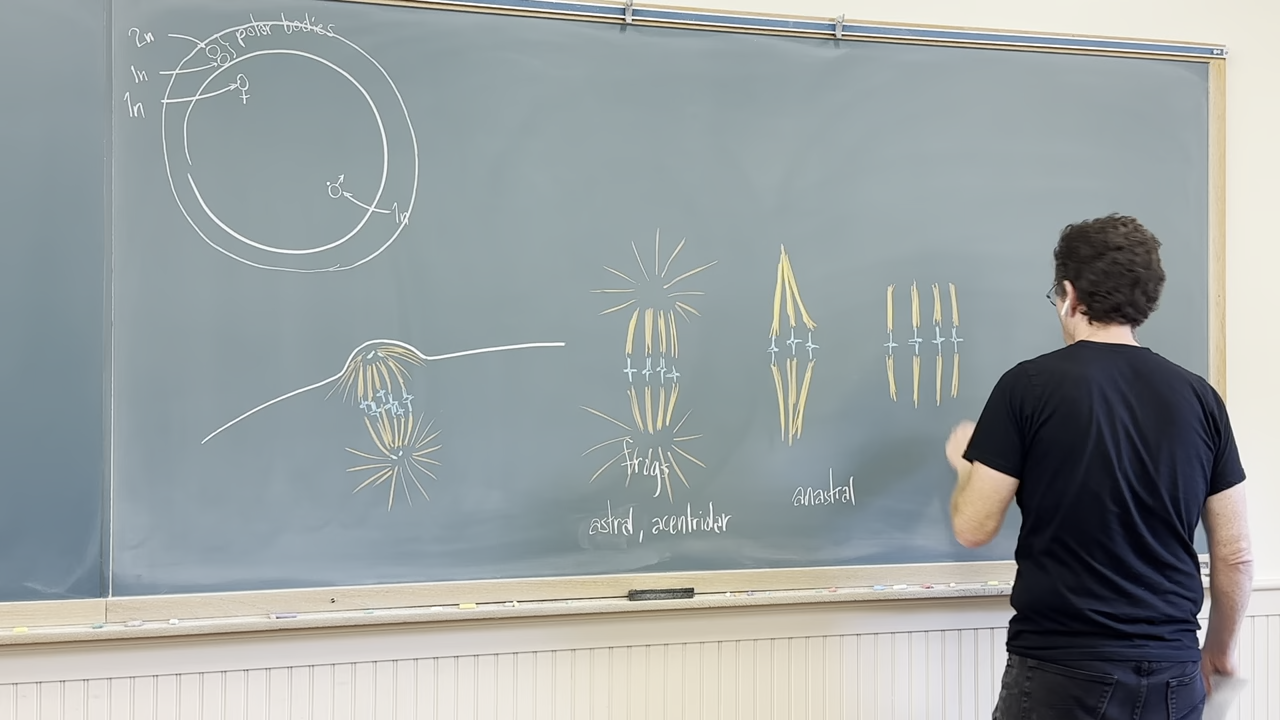 2n
polar bodies
1n
1n
♀
♂
1n
frogs
astral, acentriolar
anastral